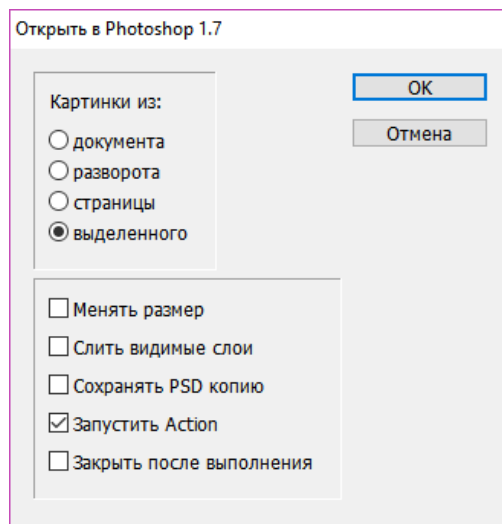 Открыть в Photoshop 1.7
Картинки из:
документа
разворота
страницы
выделенного
OK
Отмена
Менять размер
Слить видимые слои
Сохранять PSD копию
Запустить Action
Закрыть после выполнения